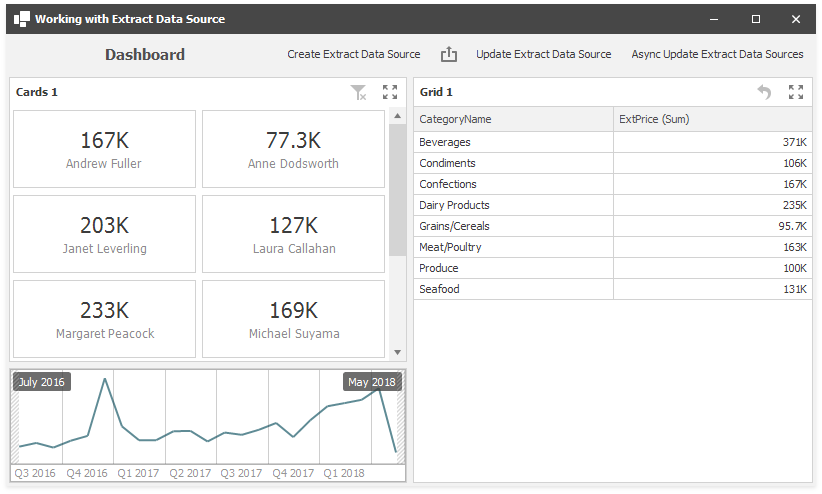 Working with Extract Data Source
Dashboard
Create Extract Data Source
Update Extract Data Source
Async Update Extract Data Sources
Cards 1
167K
Andrew Fuller
77.3K
Anne Dodsworth
203K
Janet Leverling
127K
Laura Callahan
233K
Margaret Peacock
169K
Michael Suyama
July 2016
May 2018
Q3 2016 Q4 2016 Q1 2017 Q2 2017 Q3 2017 Q4 2017 Q1 2018
Grid 1
CategoryName ExtPrice (Sum)
Beverages 371K
Condiments 106K
Confections 167K
Dairy Products 235K
Grains/Cereals 95.7K
Meat/Poultry 163K
Produce 100K
Seafood 131K